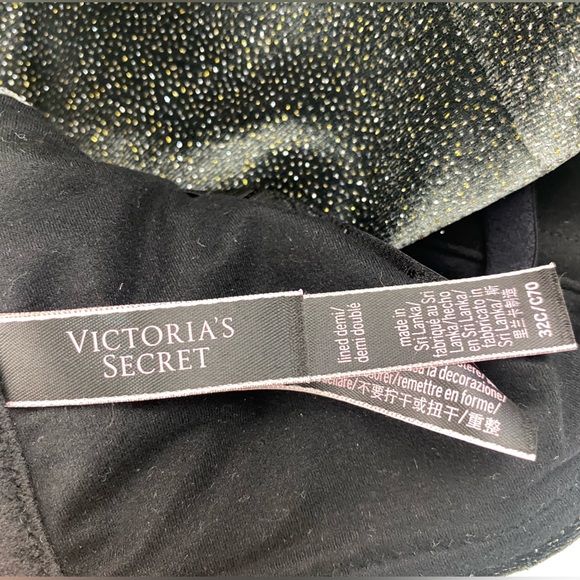 VICTORIA'S
SECRET
lined demi/
demi doublé
made in
Sri Lanka/
fabriqué au Sri
Lanka/hecho
en Sri Lanka/
fabbricato in
Sri Lanka/斯
里兰卡制造
32C/C70
la decorazione/
/remettre en forme/
/不要拧干或扭干/重整